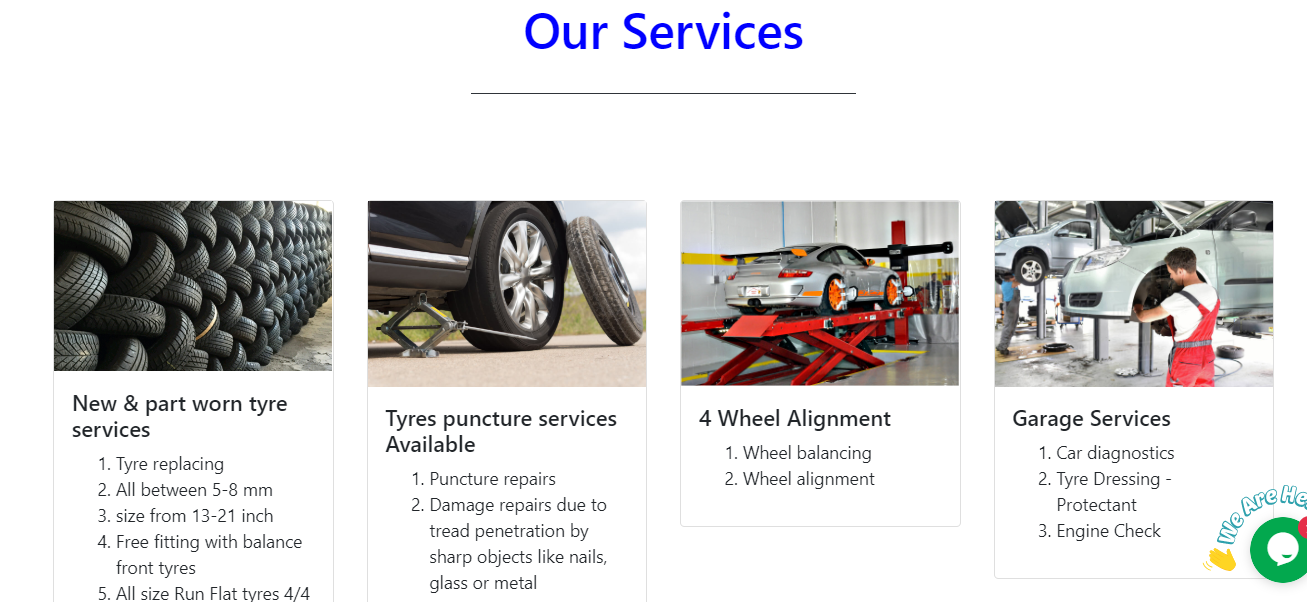 Our Services
New & part worn tyre
services
1. Tyre replacing
2. All between 5-8 mm
3. size from 13-21 inch
4. Free fitting with balance
front tyres
5. All size Run Flat tyres 4/4
Tyres puncture services
Available
1. Puncture repairs
2. Damage repairs due to
tread penetration by
sharp objects like nails,
glass or metal
4 Wheel Alignment
1. Wheel balancing
2. Wheel alignment
Garage Services
1. Car diagnostics
2. Tyre Dressing -
Protectant
3. Engine Check
We Are He